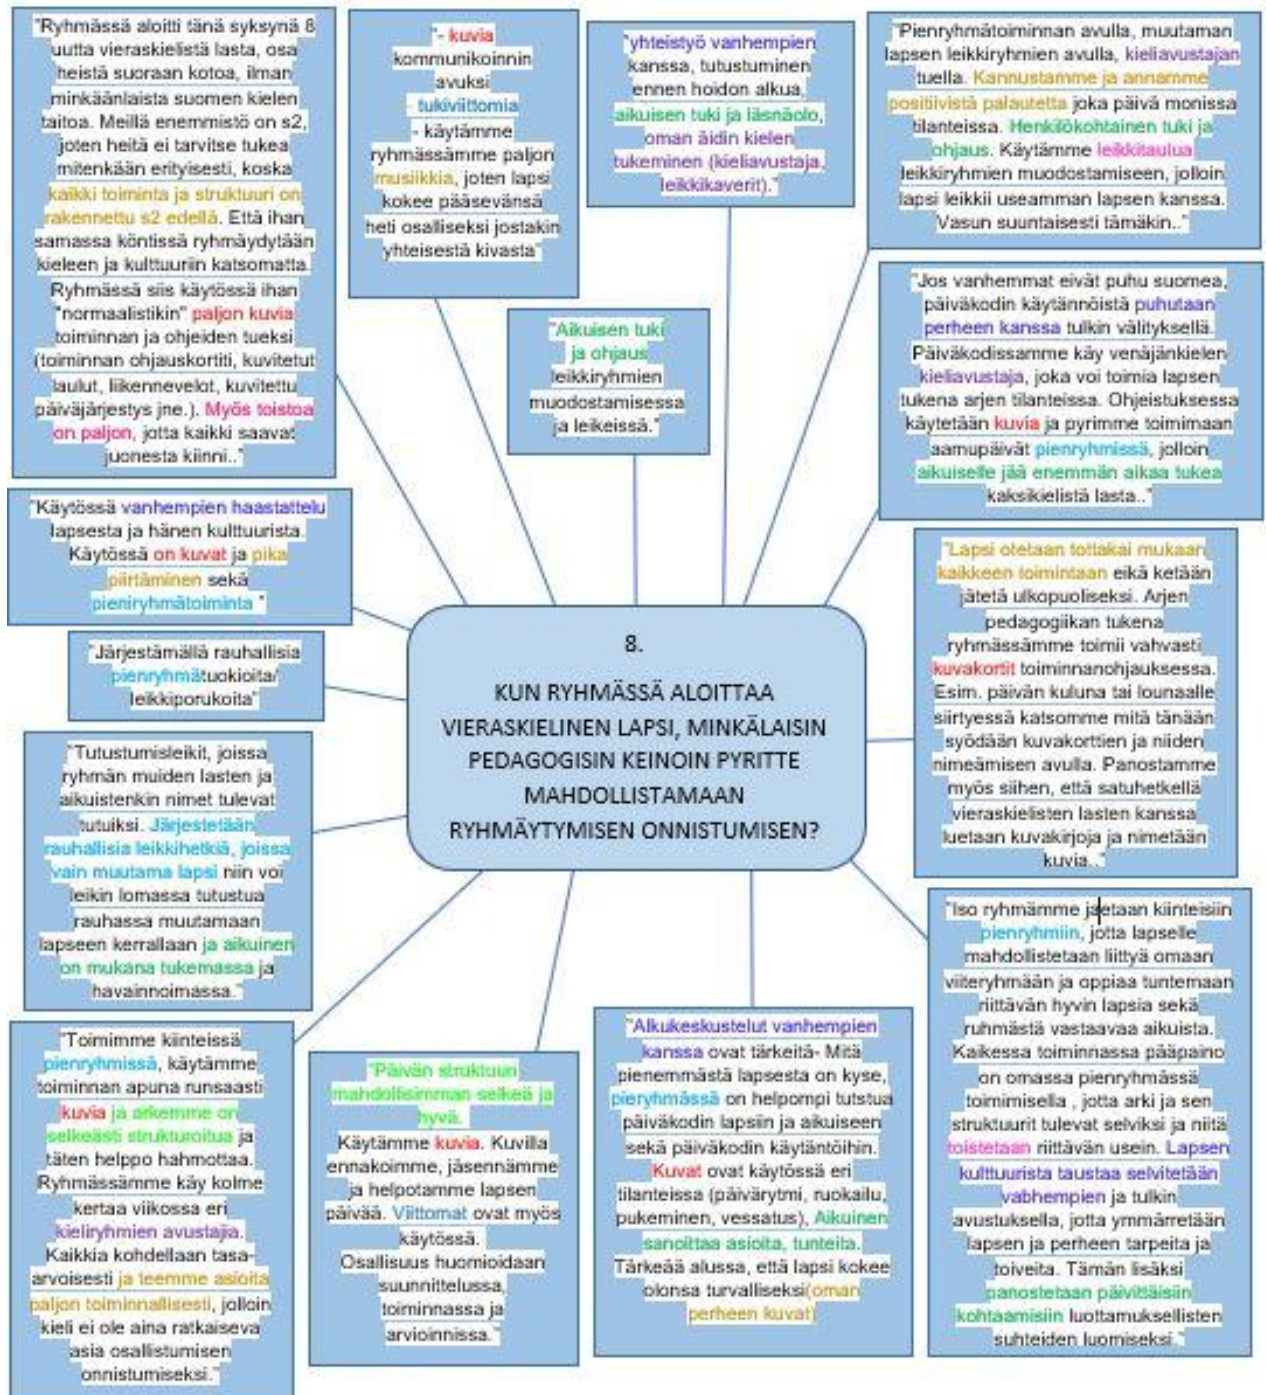 "Ryhmässä aloitti tänä syksynä 8
uutta vieraskielistä lasta, osa
heistä suoraan kotoa, ilman
minkäänlaista suomen kielen
taitoa. Meillä enemmistö on s2,
joten heitä ei tarvitse tukea
mitenkään erityisesti, koska
kaikki toiminta ja struktuuri on
rakennettu s2 edellä. Että ihan
samassa köntissä ryhmäydytään
kieleen ja kulttuuriin katsomatta.
Ryhmässä siis käytössä ihan
"normaalistikin" paljon kuvia
toiminnan ja ohjeiden tueksi
(toiminnan ohjauskortiti, kuvitetut
laulut, liikennevelot, kuvitettu
päiväjärjestys jne.). Myös toistoa
on paljon, jotta kaikki saavat
juonesta kiinni.."
"- kuvia
kommunikoinnin
avuksi
- tukiviittomia
- käytämme
ryhmässämme paljon
musiikkia, joten lapsi
kokee pääsevänsä
heti osalliseksi jostakin
yhteisestä kivasta"
"yhteistyö vanhempien
kanssa, tutustuminen
ennen hoidon alkua,
aikuisen tuki ja läsnäolo,
oman äidin kielen
tukeminen (kieliavustaja,
leikkikaverit)."
"Pienryhmätoiminnan avulla, muutaman
lapsen leikkiryhmien avulla, kieliavustajan
tuella. Kannustamme ja annamme
positiivistä palautetta joka päivä monissa
tilanteissa. Henkilökohtainen tuki ja
ohjaus. Käytämme leikkitaulua
leikkiryhmien muodostamiseen, jolloin
lapsi leikkii useamman lapsen kanssa.
Vasun suuntaisesti tämäkin.."
"Aikuisen tuki
ja ohjaus
leikkiryhmien
muodostamisessa
ja leikeissä."
"Jos vanhemmat eivät puhu suomea,
päiväkodin käytännöistä puhutaan
perheen kanssa tulkin välityksellä.
Päiväkodissamme käy venäjänkielen
kieliavustaja, joka voi toimia lapsen
tukena arjen tilanteissa. Ohjeistuksessa
käytetään kuvia ja pyrimme toimimaan
aamupäivät pienryhmissä, jolloin
aikuiselle jää enemmän aikaa tukea
kaksikielistä lasta.."
"Käytössä vanhempien haastattelu
lapsesta ja hänen kulttuurista.
Käytössä on kuvat ja pika
piirtäminen sekä
pieniryhmätoiminta "
"Järjestämällä rauhallisia
pienryhmätuokioita/
leikkiporukoita"
8.
KUN RYHMÄSSÄ ALOITTAA
VIERASKIELINEN LAPSI, MINKÄLAISIN
PEDAGOGISIN KEINOIN PYRITTE
MAHDOLLISTAMAAN
RYHMÄYTYMISEN ONNISTUMISEN?
"Lapsi otetaan tottakai mukaan
kaikkeen toimintaan eikä ketään
jätetä ulkopuoliseksi. Arjen
pedagogiikan tukena
ryhmässämme toimii vahvasti
kuvakortit toiminnanohjauksessa.
Esim. päivän kuluna tai lounaalle
siirtyessä katsomme mitä tänään
syödään kuvakorttien ja niiden
nimeämisen avulla. Panostamme
myös siihen, että satuhetkellä
vieraskielisten lasten kanssa
luetaan kuvakirjoja ja nimetään
kuvia.."
"Tutustumisleikit, joissa
ryhmän muiden lasten ja
aikuistenkin nimet tulevat
tutuiksi. Järjestetään
rauhallisia leikkihetkiä, joissa
vain muutama lapsi niin voi
leikin lomassa tutustua
rauhassa muutamaan
lapseen kerrallaan ja aikuinen
on mukana tukemassa ja
havainnoimassa."
"Toimimme kiinteissä
pienryhmissä, käytämme
toiminnan apuna runsaasti
kuvia ja arkemme on
selkeästi strukturoitua ja
täten helppo hahmottaa.
Ryhmässämme käy kolme
kertaa viikossa eri
kieliryhmien avustajia.
Kaikkia kohdellaan tasa-
arvoisesti ja teemme asioita
paljon toiminnallisesti, jolloin
kieli ei ole aina ratkaiseva
asia osallistumisen
onnistumiseksi."
"Päivän struktuuri
mahdollisimman selkeä ja
hyvä.
Käytämme kuvia. Kuvilla
ennakoimme, jäsennämme
ja helpotamme lapsen
päivää. Viittomat ovat myös
käytössä.
Osallisuus huomioidaan
suunnittelussa,
toiminnassa ja
arvioinnissa."
"Alkukeskustelut vanhempien
kanssa ovat tärkeitä- Mitä
pienemmästä lapsesta on kyse,
pieryhmässä on helpompi tutstua
päiväkodin lapsiin ja aikuiseen
sekä päiväkodin käytäntöihin.
Kuvat ovat käytössä eri
tilanteissa (päivärytmi, ruokailu,
pukeminen, vessatus), Aikuinen
sanoittaa asioita, tunteita.
Tärkeää alussa, että lapsi kokee
olonsa turvalliseksi(oman
perheen kuvat)
"Iso ryhmämme jaetaan kiinteisiin
pienryhmiin, jotta lapselle
mahdollistetaan liittyä omaan
viiteryhmään ja oppiaa tuntemaan
riittävän hyvin lapsia sekä
ruhmästä vastaavaa aikuista.
Kaikessa toiminnassa pääpaino
on omassa pienryhmässä
toimimisella , jotta arki ja sen
struktuurit tulevat selviksi ja niitä
toistetaan riittävän usein. Lapsen
kulttuurista taustaa selvitetään
vabhempien ja tulkin
avustuksella, jotta ymmärretään
lapsen ja perheen tarpeita ja
toiveita. Tämän lisäksi
panostetaan päivittäisiin
kohtaamisiin luottamuksellisten
suhteiden luomiseksi."